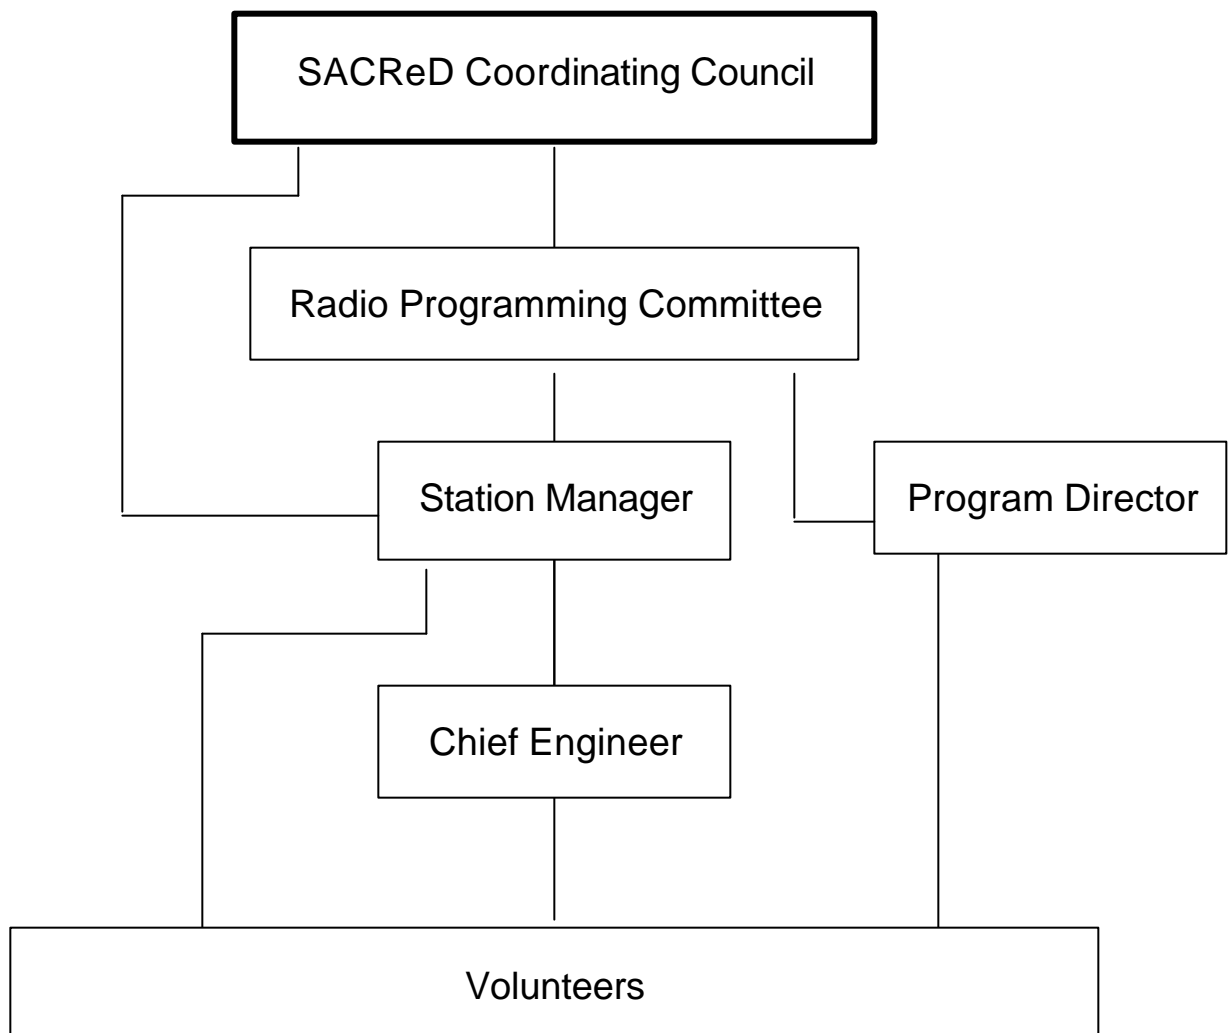 SACReD Coordinating Council
Radio Programming Committee
Station Manager
Program Director
Chief Engineer
Volunteers